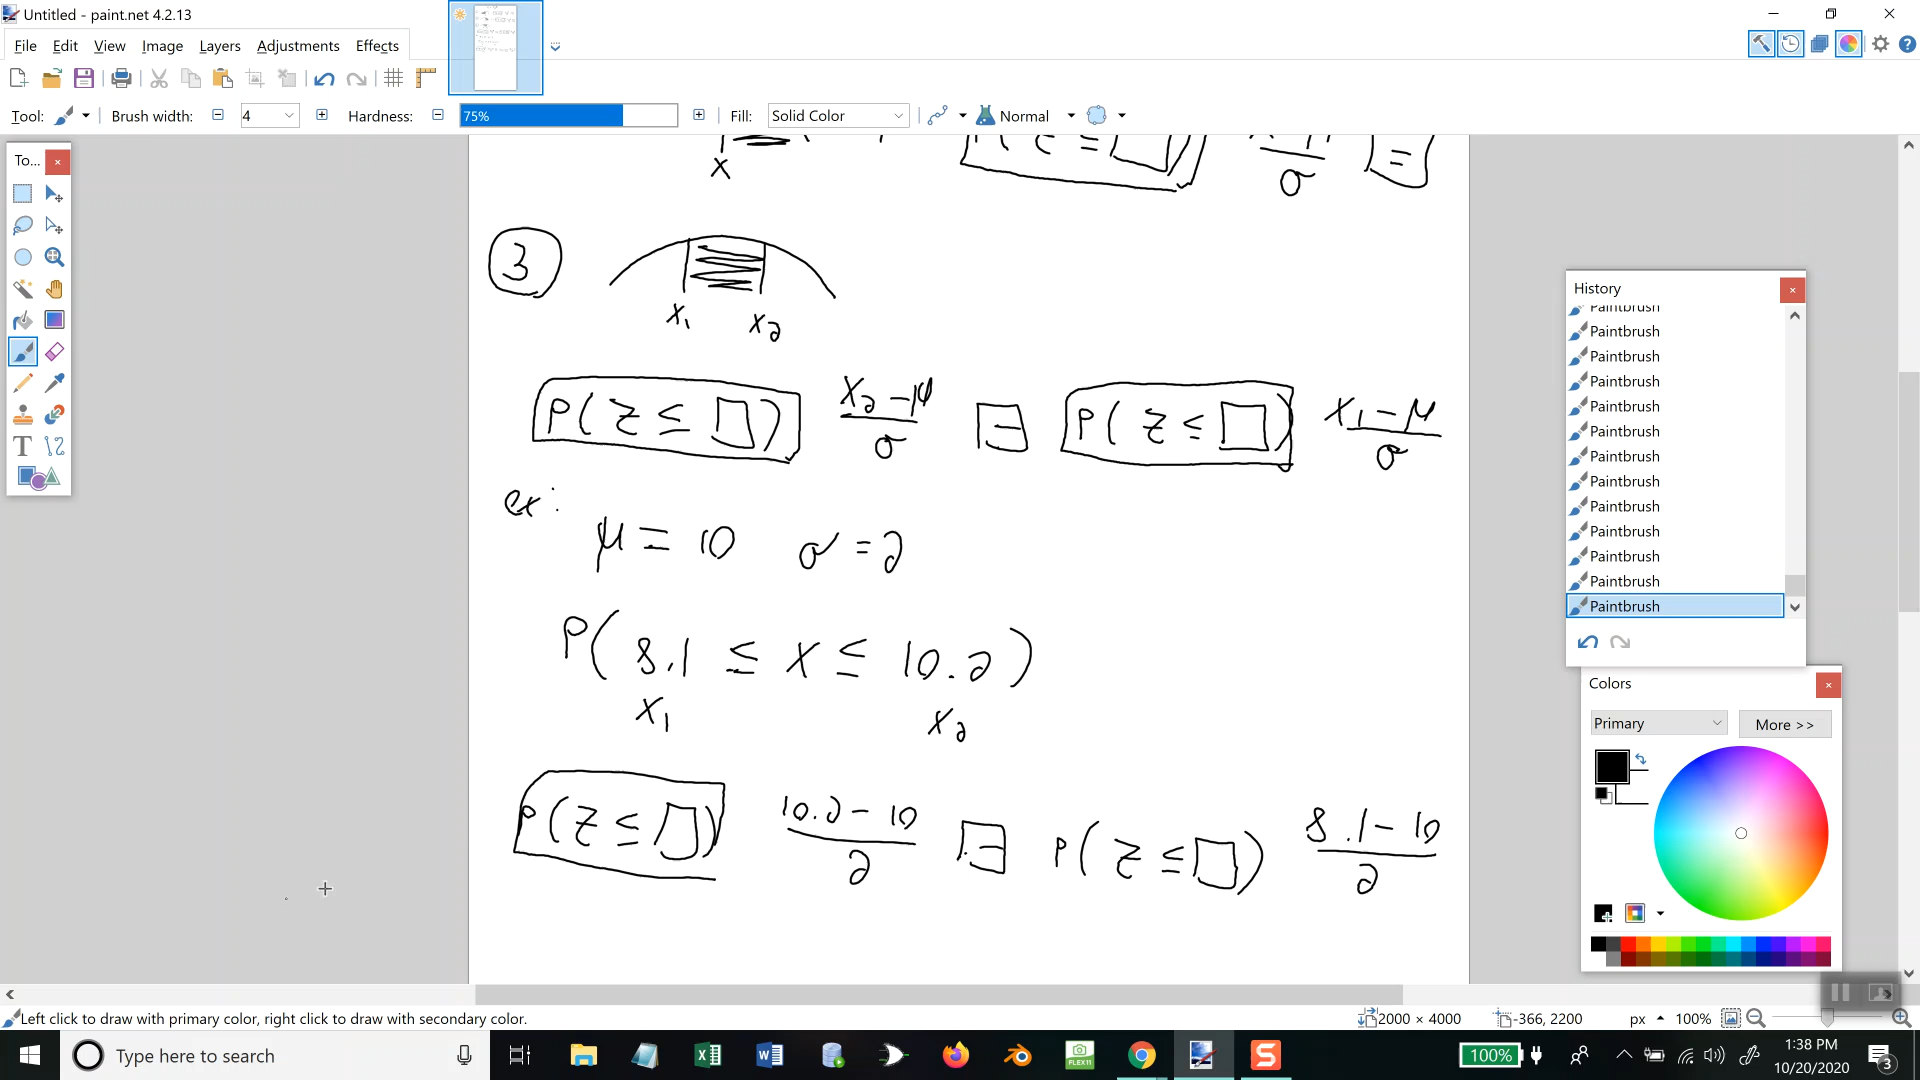 Untitled - paint.net 4.2.13
File Edit View Image Layers Adjustments Effects
Tool: Brush width: 4 Hardness: 75% Fill: Solid Color Normal
To...
x
σ
=
3
x₁ x₂
P(z ≤ □) x₂ - μ / σ - P(z ≤ □) x₁ - μ / σ
ex:
μ = 10 σ = 2
P(8.1 ≤ x ≤ 10.2)
x₁ x₂
P(z ≤ □) 10.2 - 10 / 2 - P(z ≤ □) 8.1 - 10 / 2
History
Paintbrush
Paintbrush
Paintbrush
Paintbrush
Paintbrush
Paintbrush
Paintbrush
Paintbrush
Paintbrush
Paintbrush
Paintbrush
Paintbrush
Paintbrush
Colors
Primary More >>
Left click to draw with primary color, right click to draw with secondary color. 2000 × 4000 -366, 2200 px 100%
Type here to search
FLEX11
100%
1:38 PM
10/20/2020
3